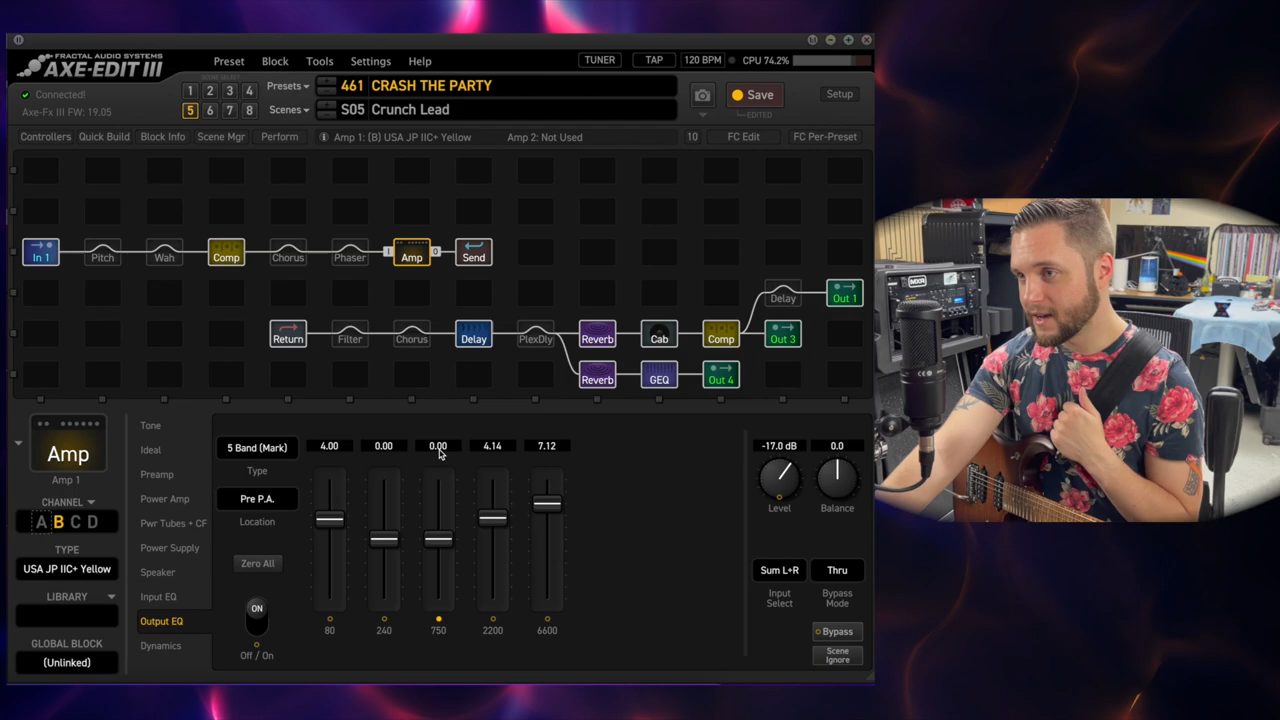 FRACTAL AUDIO SYSTEMS
AXE-EDIT III
Preset Block Tools Settings Help
TUNER TAP 120 BPM CPU 74.2%
Connected!
Axe-Fx III FW: 19.05
1 2 3 4
5 6 7 8
Presets
461 CRASH THE PARTY
Scenes
S05 Crunch Lead
Save
EDITED
Setup
Controllers Quick Build Block Info Scene Mgr Perform
Amp 1: (B) USA JP IIC+ Yellow Amp 2: Not Used
10 FC Edit FC Per-Preset
In 1 Pitch Wah Comp Chorus Phaser I Amp O Send
Delay Out 1
Return Filter Chorus Delay PlexDly Reverb Cab Comp Out 3
Reverb GEQ Out 4
Amp
Amp 1
CHANNEL
A B C D
TYPE
USA JP IIC+ Yellow
LIBRARY
GLOBAL BLOCK
(Unlinked)
Tone
Ideal
Preamp
Power Amp
Pwr Tubes + CF
Power Supply
Speaker
Input EQ
Output EQ
Dynamics
5 Band (Mark)
Type
Pre P.A.
Location
Zero All
ON
Off / On
4.00 0.00 0.00 4.14 7.12
80 240 750 2200 6600
-17.0 dB 0.0
Level Balance
Sum L+R Thru
Input Select
Bypass Mode
Bypass
Scene Ignore
MXR